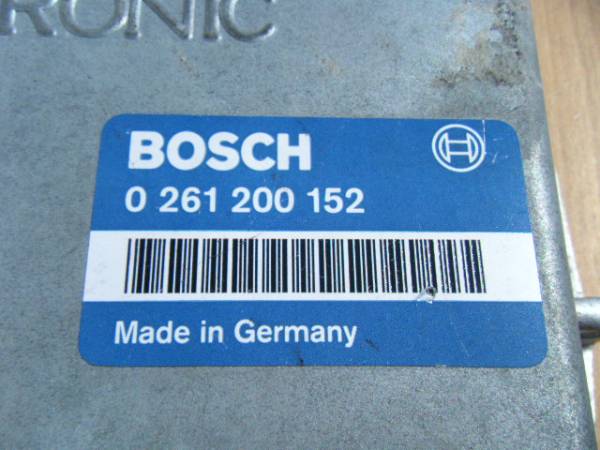 RONIC
BOSCH
0 261 200 152
Made in Germany